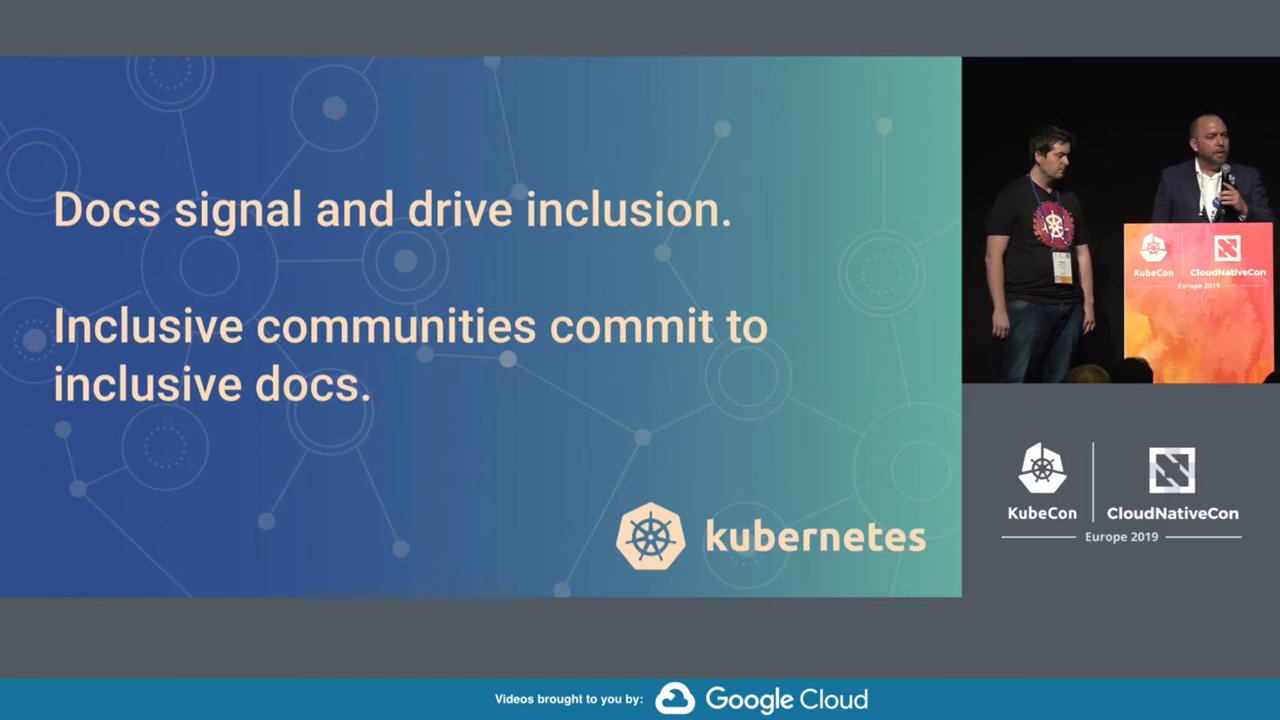 Docs signal and drive inclusion.
Inclusive communities commit to
inclusive docs.
kubernetes
KubeCon
CloudNativeCon
Europe 2019
KubeCon
CloudNativeCon
Europe 2019
Videos brought to you by:
Google Cloud